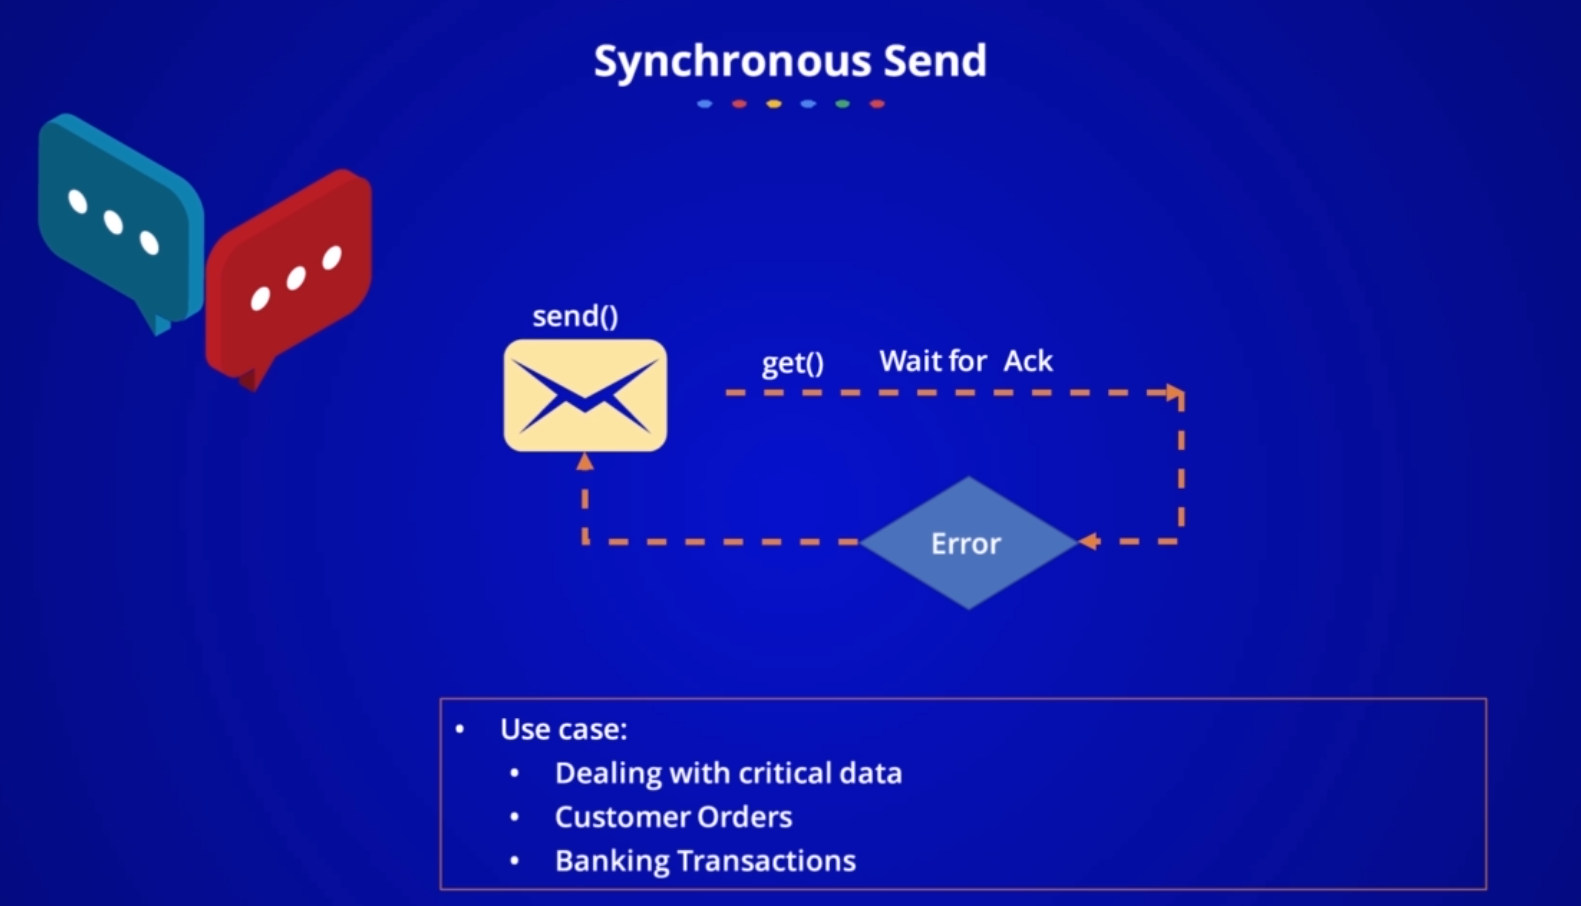 Synchronous Send
send()
get() Wait for Ack
Error
• Use case:
• Dealing with critical data
• Customer Orders
• Banking Transactions